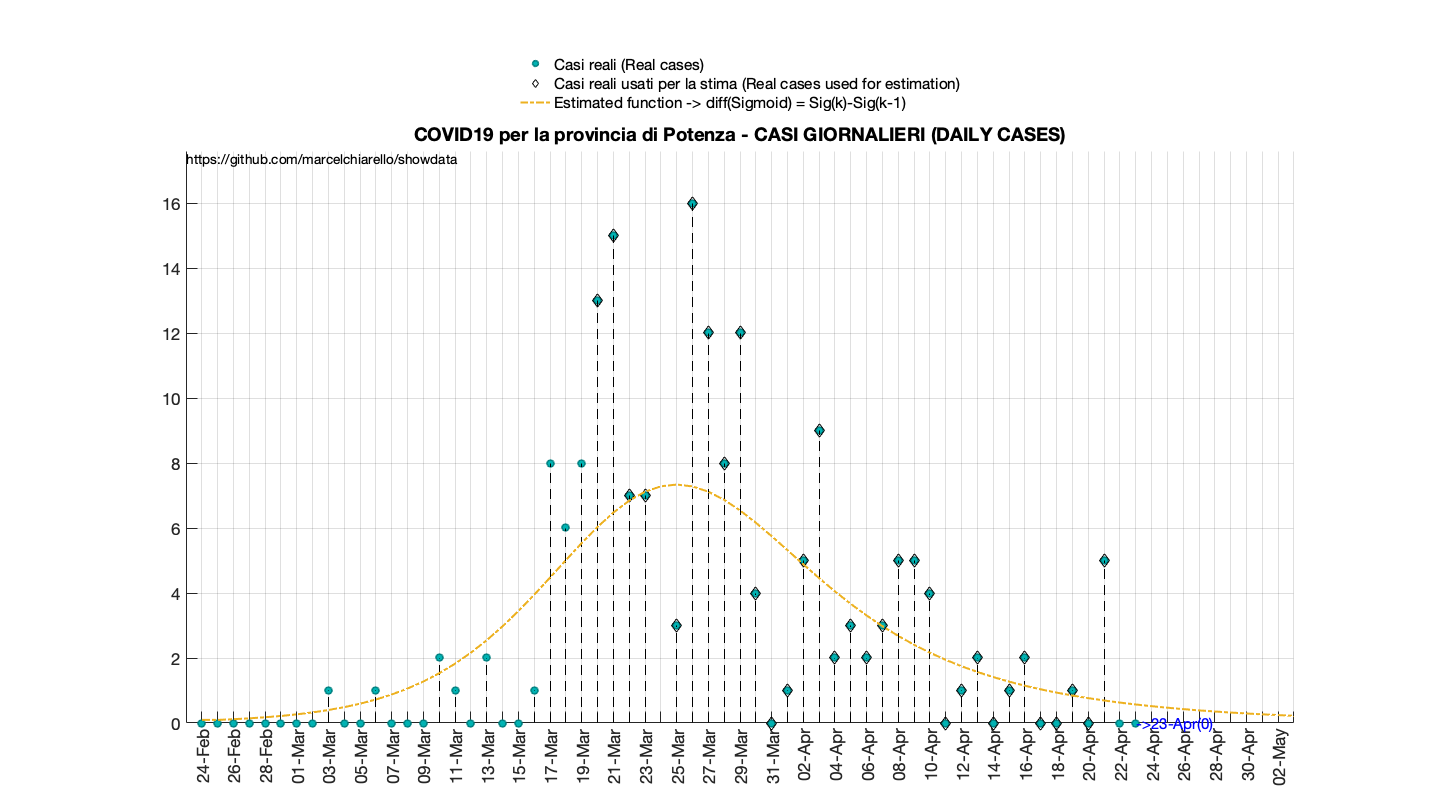 Casi reali (Real cases)
Casi reali usati per la stima (Real cases used for estimation)
Estimated function -> diff(Sigmoid) = Sig(k)-Sig(k-1)
COVID19 per la provincia di Potenza - CASI GIORNALIERI (DAILY CASES)
https://github.com/marcelchiarello/showdata
16
14
12
10
8
6
4
2
0
->23-Apr(0)
24-Feb
26-Feb
28-Feb
01-Mar
03-Mar
05-Mar
07-Mar
09-Mar
11-Mar
13-Mar
15-Mar
17-Mar
19-Mar
21-Mar
23-Mar
25-Mar
27-Mar
29-Mar
31-Mar
02-Apr
04-Apr
06-Apr
08-Apr
10-Apr
12-Apr
14-Apr
16-Apr
18-Apr
20-Apr
22-Apr
24-Apr
26-Apr
28-Apr
30-Apr
02-May